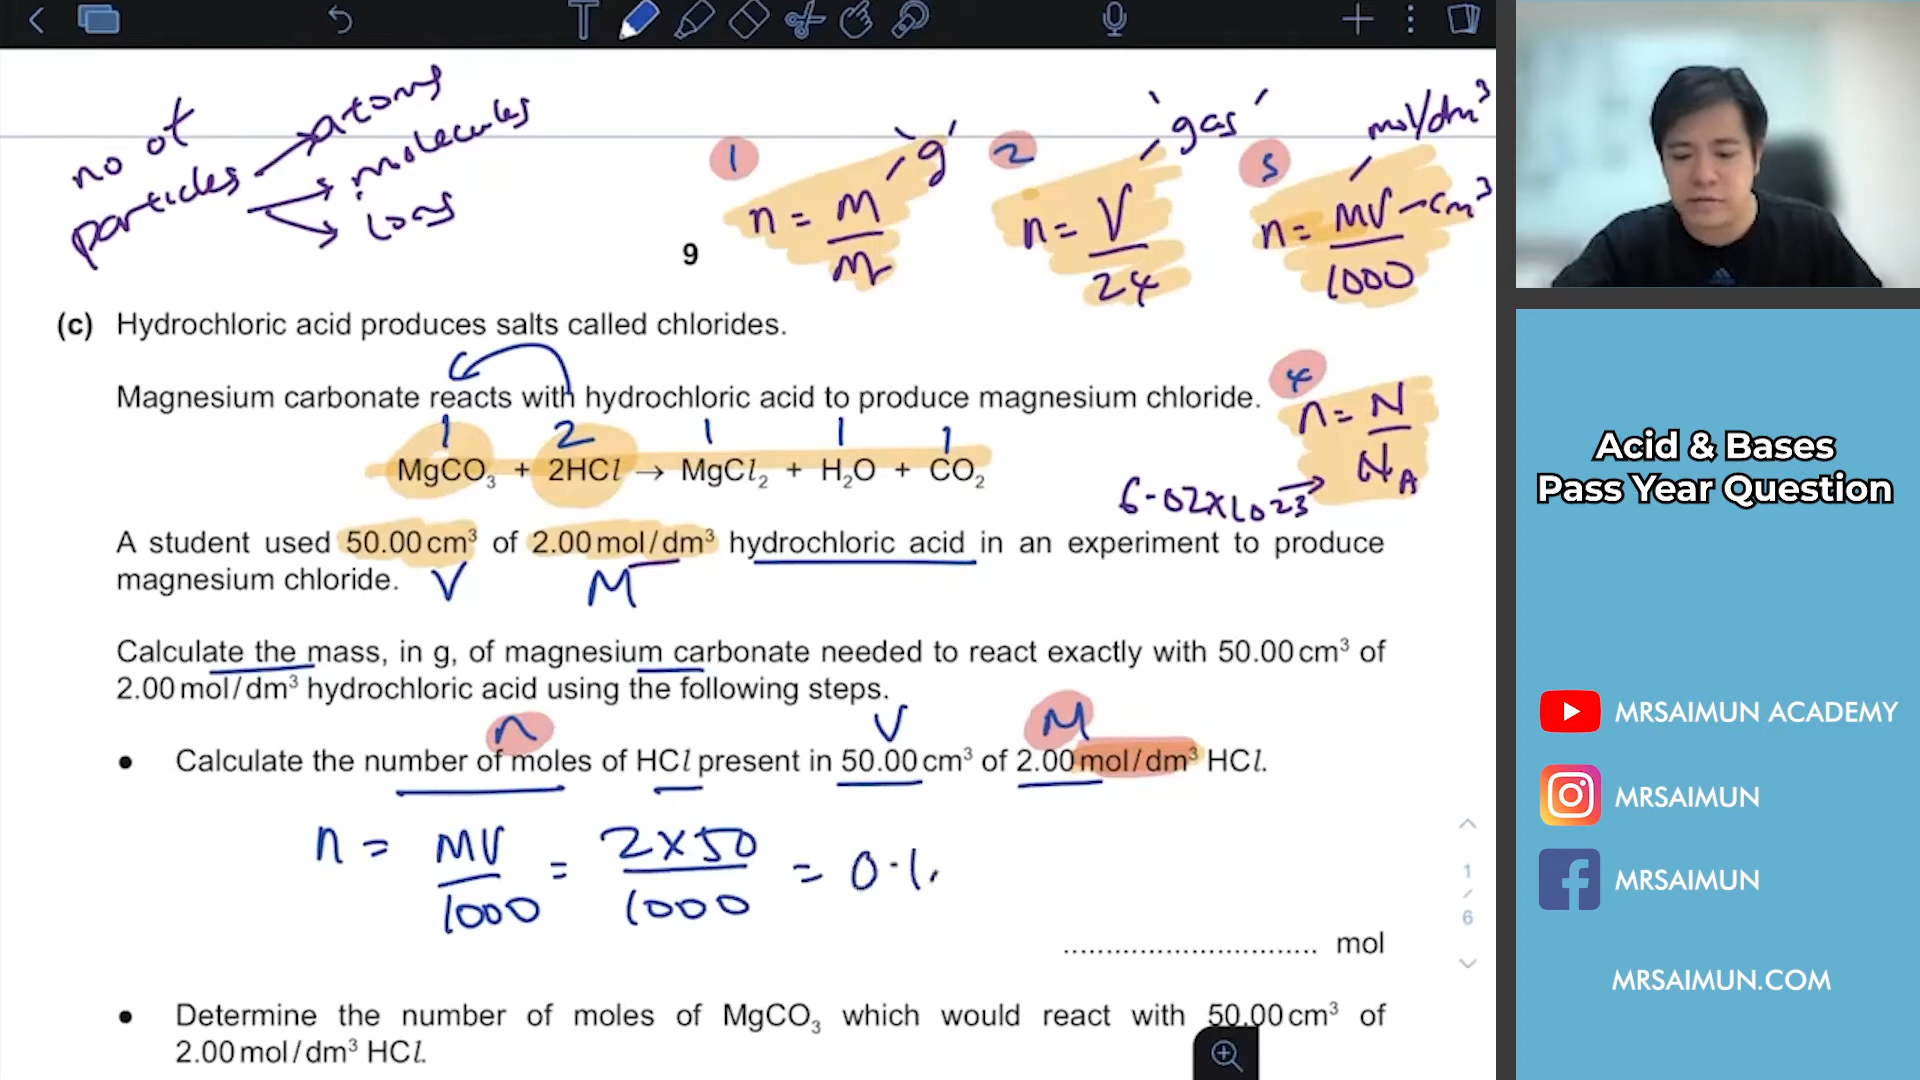 no of particles
atoms
molecules
ions
1
n = M/M
'g'
2
n = V/24
'gas'
3
n = MV/1000
mol/dm³
cm³
9
(c) Hydrochloric acid produces salts called chlorides.
Magnesium carbonate reacts with hydrochloric acid to produce magnesium chloride.
4
n = N/N_A
6.02x10 23
1 2 1 1 1
MgCO₃ + 2HCl → MgCl₂ + H₂O + CO₂
A student used 50.00 cm³ of 2.00 mol/dm³ hydrochloric acid in an experiment to produce
magnesium chloride.
V M
Calculate the mass, in g, of magnesium carbonate needed to react exactly with 50.00 cm³ of
2.00 mol/dm³ hydrochloric acid using the following steps.
n V M
• Calculate the number of moles of HCl present in 50.00 cm³ of 2.00 mol/dm³ HCl.
n = MV/1000 = 2 x 50/1000 = 0.1
.............................. mol
• Determine the number of moles of MgCO₃ which would react with 50.00 cm³ of
2.00 mol/dm³ HCl.
1
/
6
Acid & Bases
Pass Year Question
MRSAIMUN ACADEMY
MRSAIMUN
MRSAIMUN
MRSAIMUN.COM